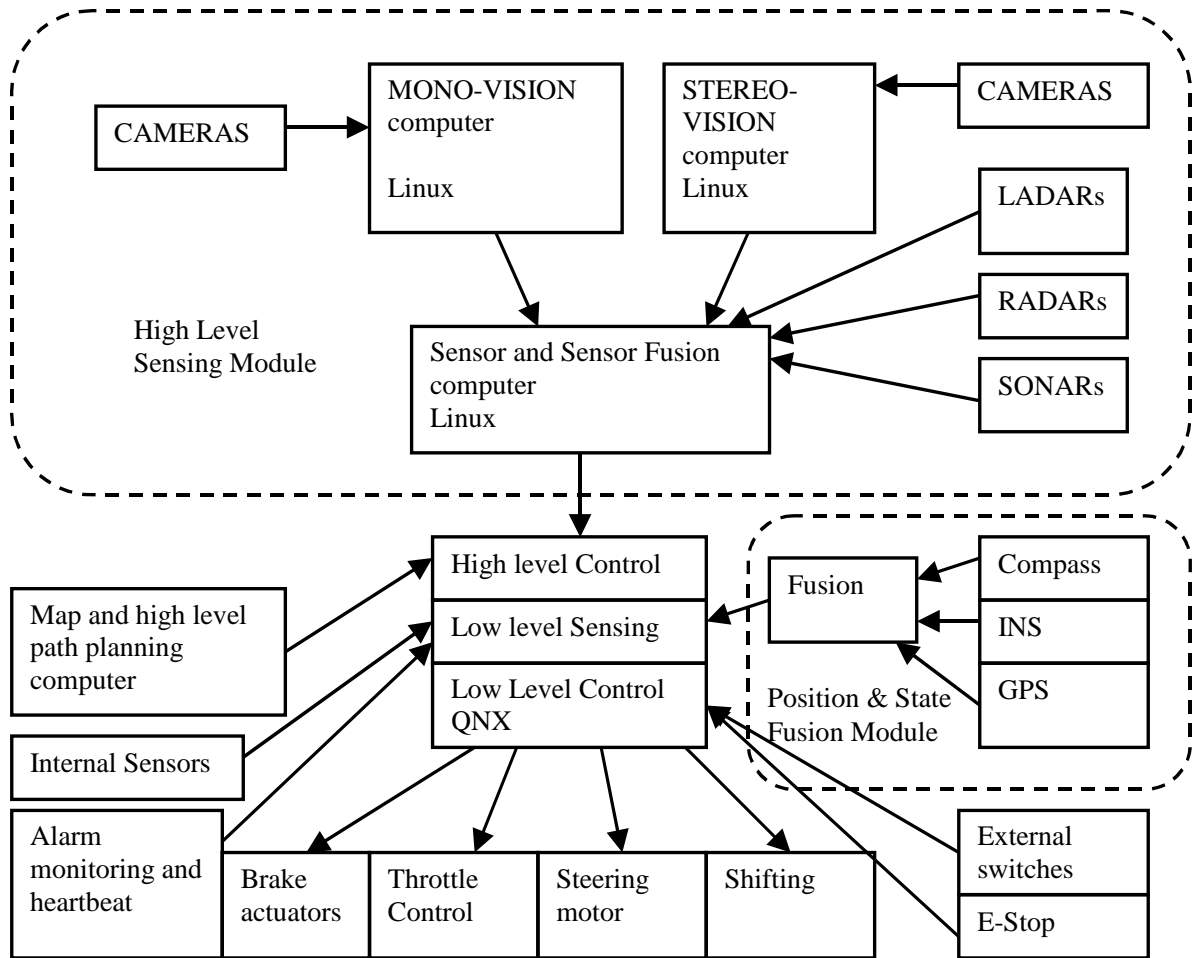 MONO-VISION
computer
Linux
STEREO-
VISION
computer
Linux
CAMERAS
CAMERAS
LADARs
RADARs
SONARs
High Level
Sensing Module
Sensor and Sensor Fusion
computer
Linux
High level Control
Low level Sensing
Low Level Control
QNX
Fusion
Compass
INS
GPS
Position & State
Fusion Module
Map and high level
path planning
computer
Internal Sensors
Alarm
monitoring and
heartbeat
Brake
actuators
Throttle
Control
Steering
motor
Shifting
External
switches
E-Stop